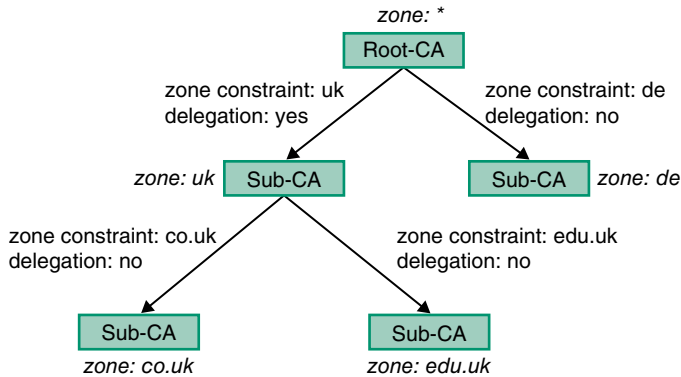 zone: *
Root-CA
zone constraint: uk
delegation: yes
zone constraint: de
delegation: no
zone: uk
Sub-CA
Sub-CA
zone: de
zone constraint: co.uk
delegation: no
zone constraint: edu.uk
delegation: no
Sub-CA
Sub-CA
zone: co.uk
zone: edu.uk